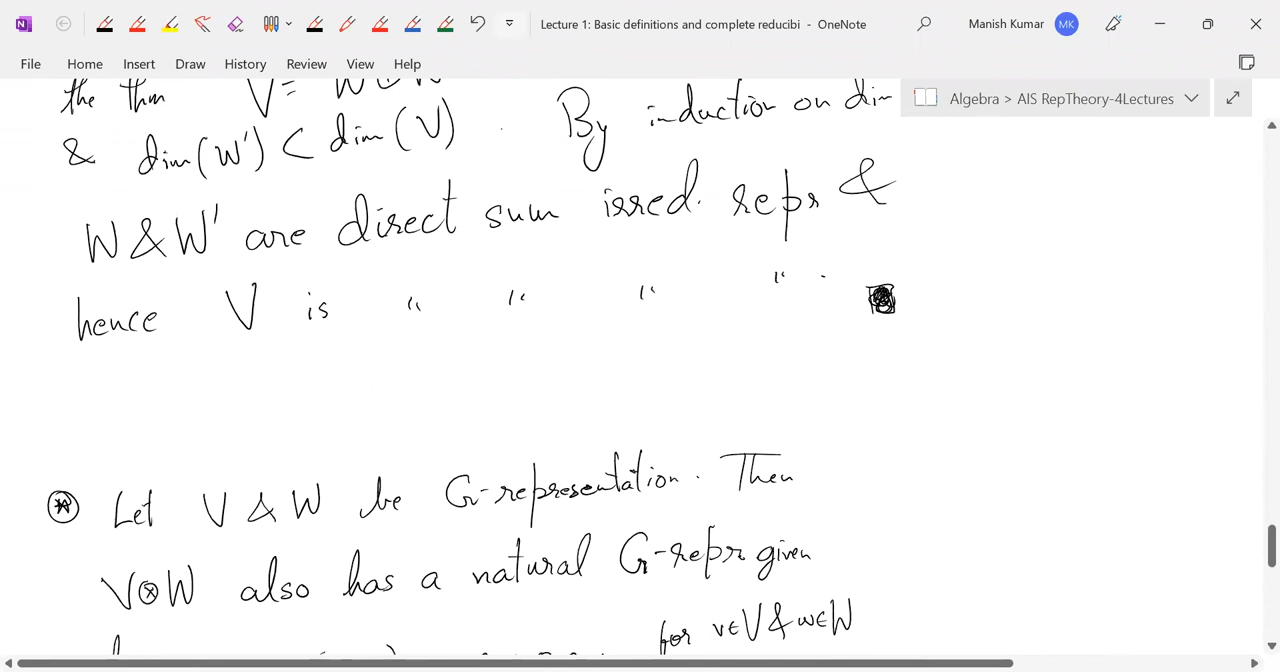 Lecture 1: Basic definitions and complete reducibi - OneNote
Manish Kumar
MK
File Home Insert Draw History Review View Help
Algebra > AIS RepTheory-4Lectures
the thm V = W ⊕ W'
& dim(W') < dim(V). By induction on dim
W & W' are direct sum irred. repr &
hence V is " " " ".
⊛ Let V & W be G-representation. Then
V⊗W also has a natural G-repr given
for v∈V & w∈W